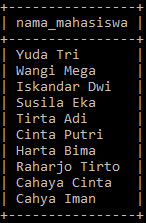 nama_mahasiswa
Yuda Tri
Wangi Mega
Iskandar Dwi
Susila Eka
Tirta Adi
Cinta Putri
Harta Bima
Raharjo Tirto
Cahaya Cinta
Cahya Iman